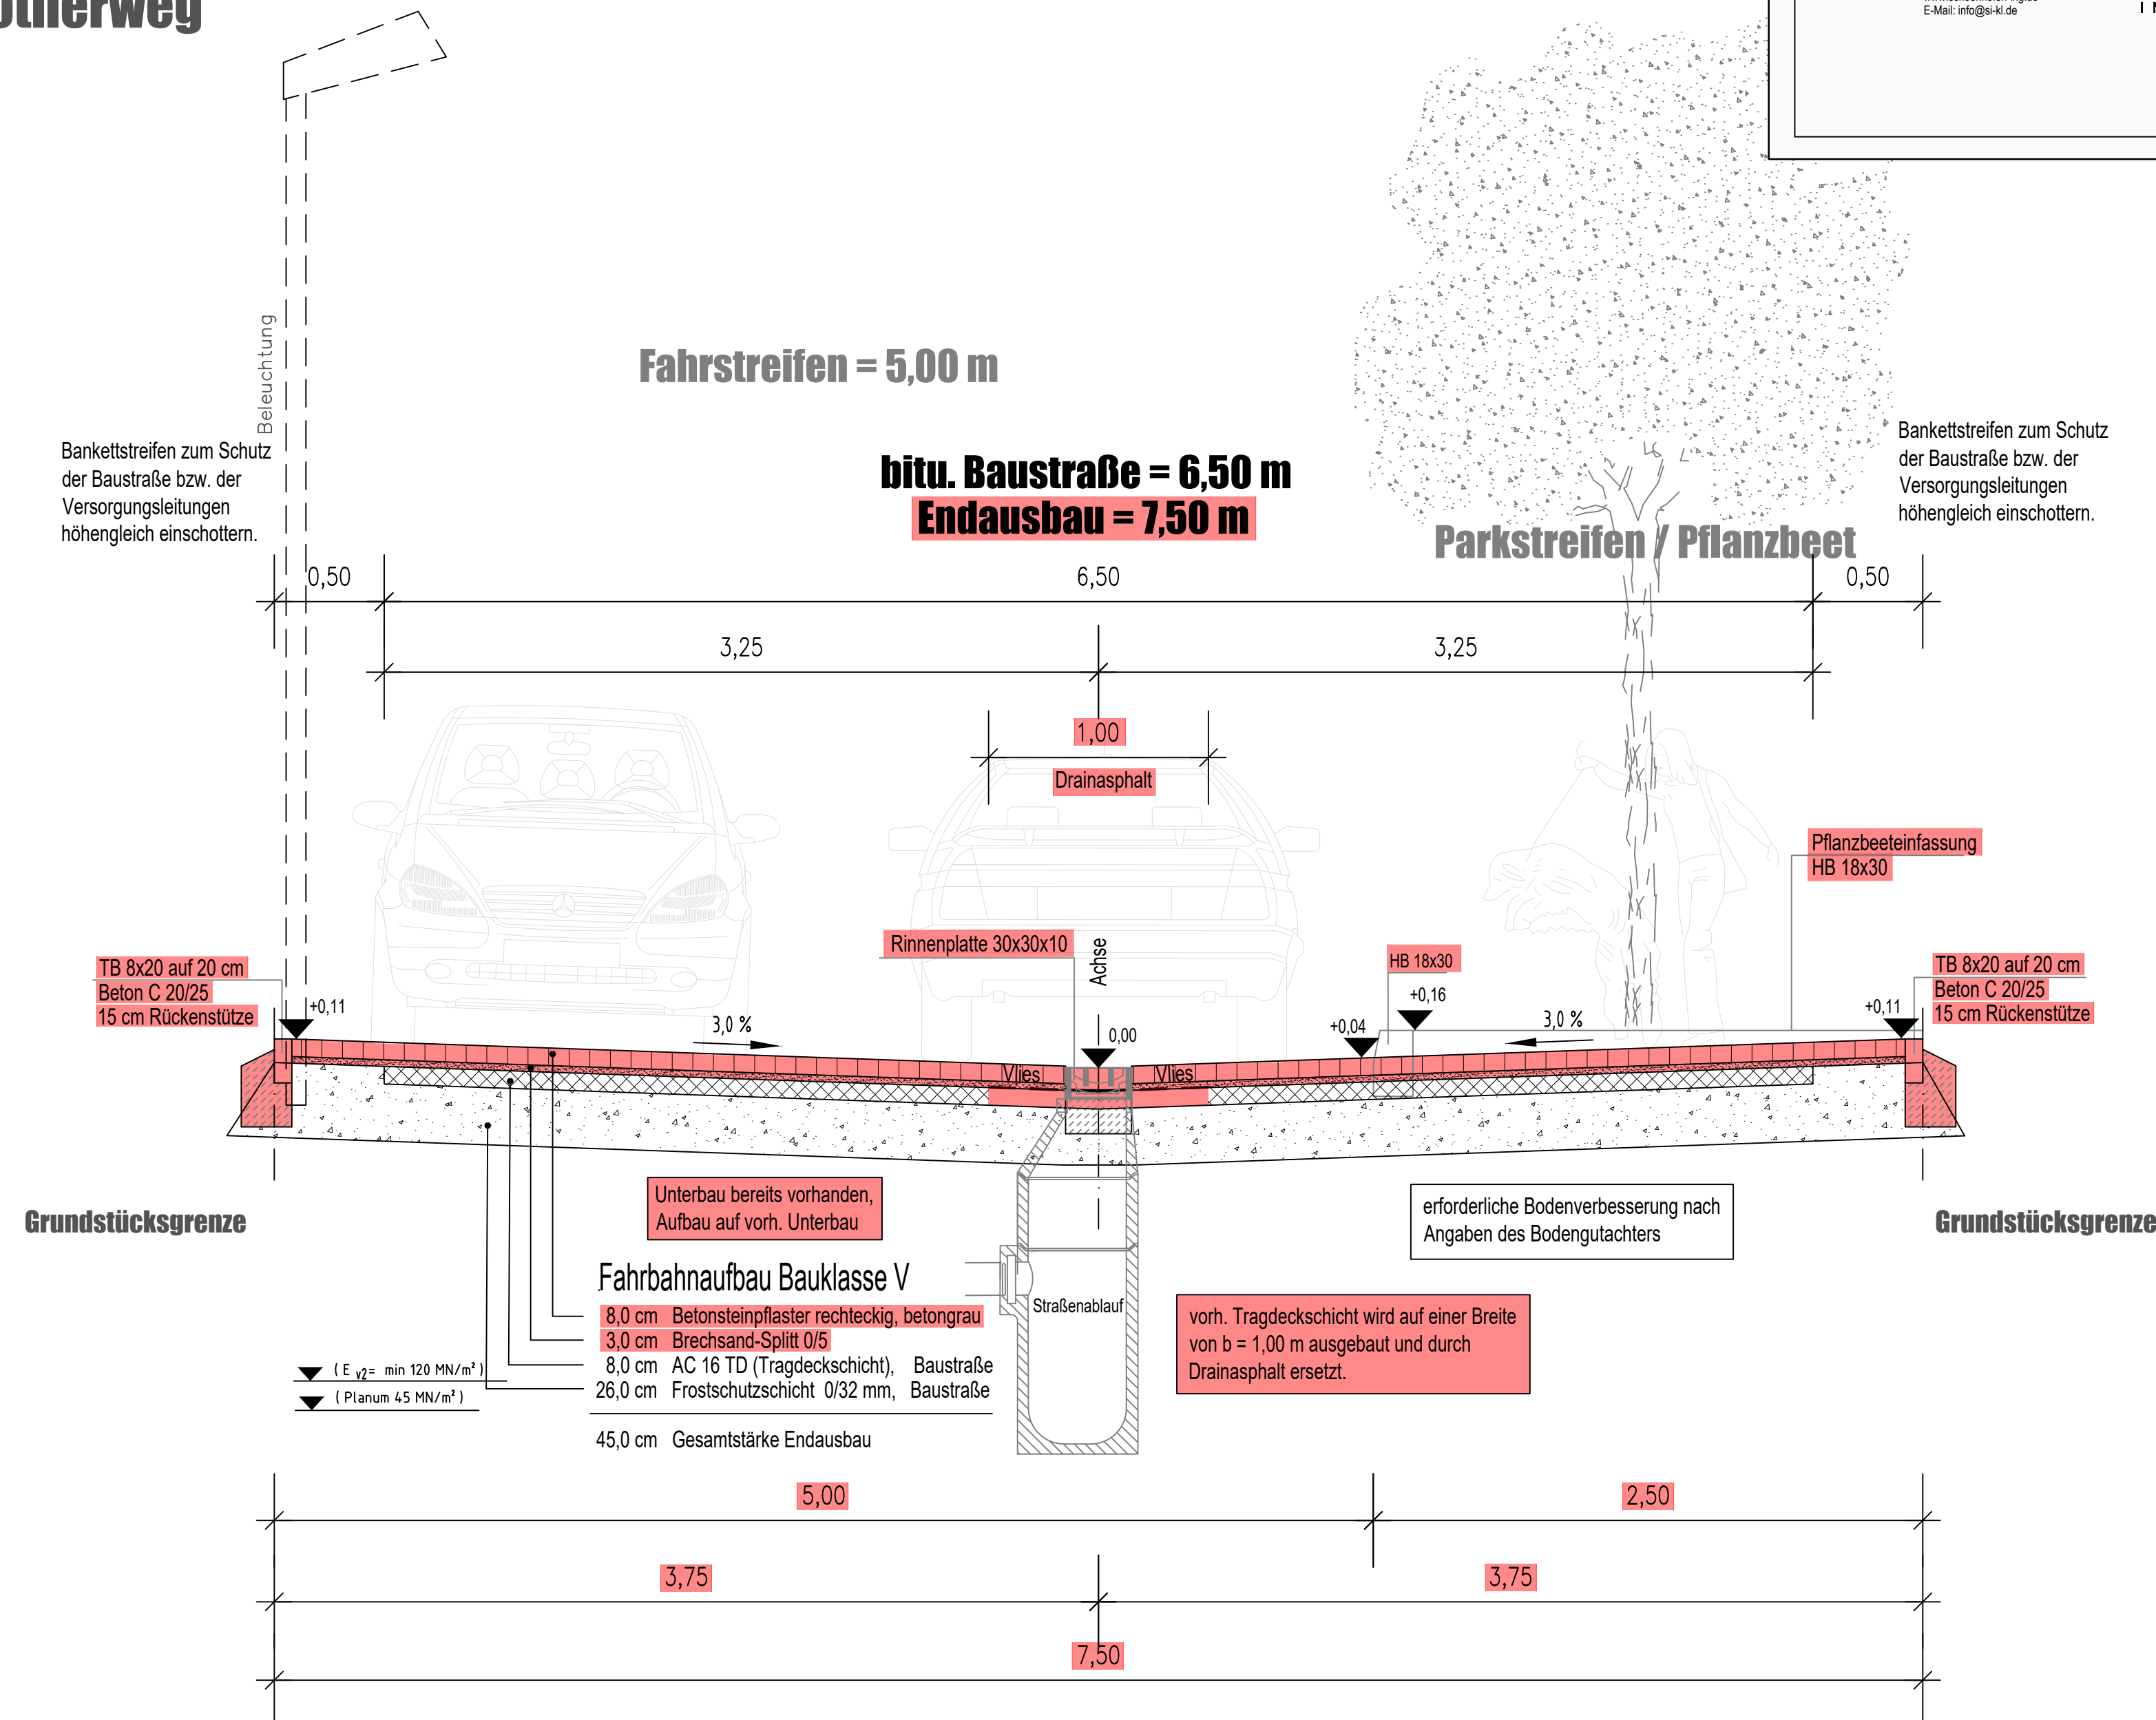 E-Mail: info@si-kl.de
Beleuchtung
Fahrstreifen = 5,00 m
Bankettstreifen zum Schutz
der Baustraße bzw. der
Versorgungsleitungen
höhengleich einschottern.
bitu. Baustraße = 6,50 m
Endausbau = 7,50 m
Bankettstreifen zum Schutz
der Baustraße bzw. der
Versorgungsleitungen
höhengleich einschottern.
Parkstreifen / Pflanzbeet
0,50
6,50
0,50
3,25
3,25
1,00
Drainasphalt
Pflanzbeeteinfassung
HB 18x30
Rinnenplatte 30x30x10
Achse
HB 18x30
TB 8x20 auf 20 cm
Beton C 20/25
15 cm Rückenstütze
TB 8x20 auf 20 cm
Beton C 20/25
15 cm Rückenstütze
+0,11
3,0 %
0,00
+0,04
+0,16
3,0 %
+0,11
Vlies
Vlies
Grundstücksgrenze
Unterbau bereits vorhanden,
Aufbau auf vorh. Unterbau
erforderliche Bodenverbesserung nach
Angaben des Bodengutachters
Grundstücksgrenze
Fahrbahnaufbau Bauklasse V
8,0 cm Betonsteinpflaster rechteckig, betongrau
3,0 cm Brechsand-Splitt 0/5
8,0 cm AC 16 TD (Tragdeckschicht), Baustraße
26,0 cm Frostschutzschicht 0/32 mm, Baustraße
45,0 cm Gesamtstärke Endausbau
( E v2= min 120 MN/m² )
( Planum 45 MN/m² )
Straßenablauf
vorh. Tragdeckschicht wird auf einer Breite
von b = 1,00 m ausgebaut und durch
Drainasphalt ersetzt.
5,00
2,50
3,75
3,75
7,50